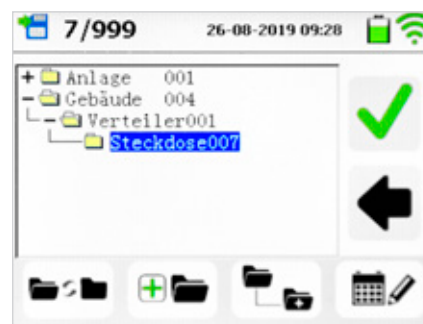 7/999 26-08-2019 09:28
Anlage 001
Gebäude 004
Verteiler001
Steckdose007